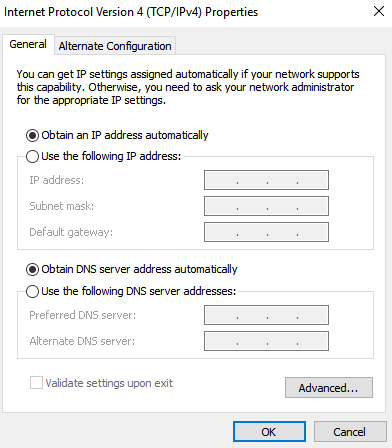 Internet Protocol Version 4 (TCP/IPv4) Properties
General Alternate Configuration
You can get IP settings assigned automatically if your network supports
this capability. Otherwise, you need to ask your network administrator
for the appropriate IP settings.
Obtain an IP address automatically
Use the following IP address:
IP address: . . .
Subnet mask: . . .
Default gateway: . . .
Obtain DNS server address automatically
Use the following DNS server addresses:
Preferred DNS server: . . .
Alternate DNS server: . . .
Validate settings upon exit
Advanced...
OK Cancel